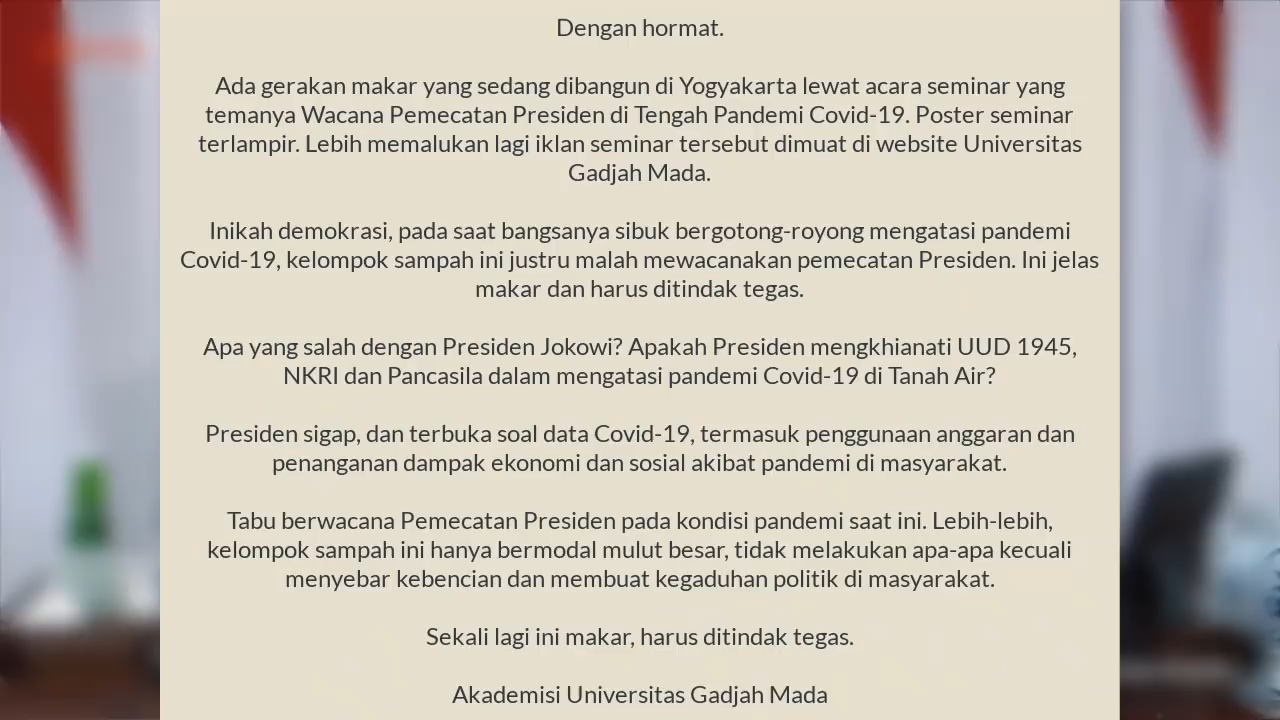 Dengan hormat.
Ada gerakan makar yang sedang dibangun di Yogyakarta lewat acara seminar yang
temanya Wacana Pemecatan Presiden di Tengah Pandemi Covid-19. Poster seminar
terlampir. Lebih memalukan lagi iklan seminar tersebut dimuat di website Universitas
Gadjah Mada.
Inikah demokrasi, pada saat bangsanya sibuk bergotong-royong mengatasi pandemi
Covid-19, kelompok sampah ini justru malah mewacanakan pemecatan Presiden. Ini jelas
makar dan harus ditindak tegas.
Apa yang salah dengan Presiden Jokowi? Apakah Presiden mengkhianati UUD 1945,
NKRI dan Pancasila dalam mengatasi pandemi Covid-19 di Tanah Air?
Presiden sigap, dan terbuka soal data Covid-19, termasuk penggunaan anggaran dan
penanganan dampak ekonomi dan sosial akibat pandemi di masyarakat.
Tabu berwacana Pemecatan Presiden pada kondisi pandemi saat ini. Lebih-lebih,
kelompok sampah ini hanya bermodal mulut besar, tidak melakukan apa-apa kecuali
menyebar kebencian dan membuat kegaduhan politik di masyarakat.
Sekali lagi ini makar, harus ditindak tegas.
Akademisi Universitas Gadjah Mada